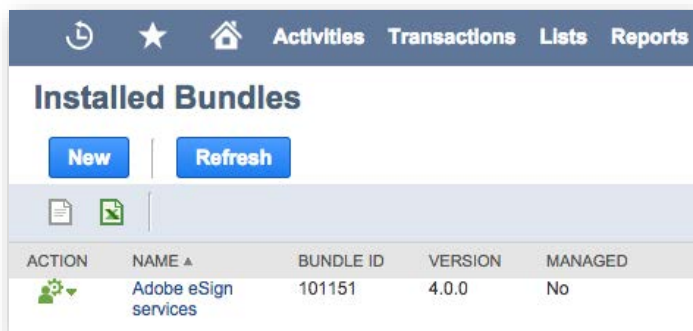 Activities Transactions Lists Reports
Installed Bundles
New Refresh
ACTION NAME BUNDLE ID VERSION MANAGED
Adobe eSign 101151 4.0.0 No
services